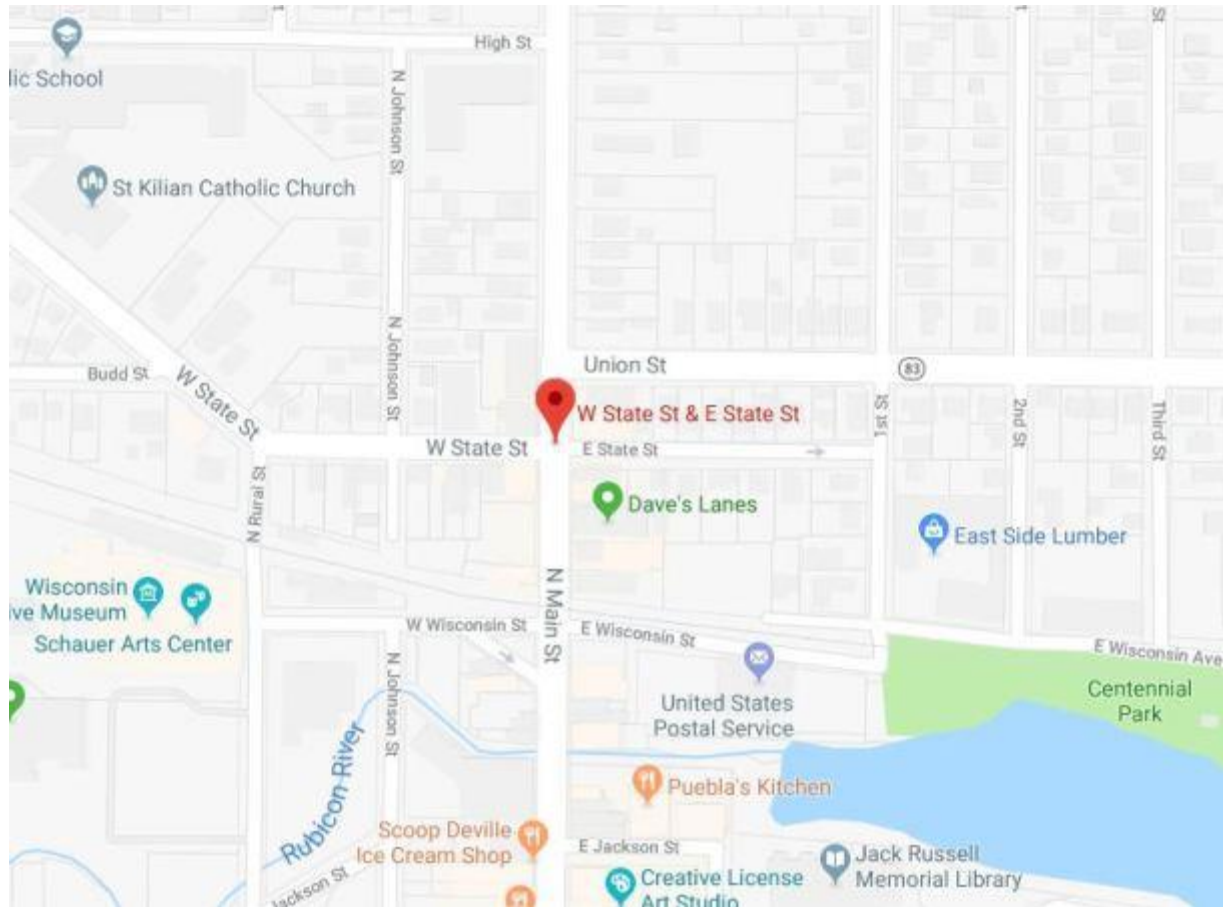 St
High St
lic School
N Johnson St
St Kilian Catholic Church
N Johnson St
Union St
83
Budd St
W State St
W State St & E State St
1st St
2nd St
Third St
W State St
E State St
Dave's Lanes
N Rural St
East Side Lumber
Wisconsin
ve Museum
Schauer Arts Center
N Main St
W Wisconsin St
E Wisconsin St
E Wisconsin Ave
N Johnson St
United States
Postal Service
Centennial
Park
Rubicon River
Puebla's Kitchen
Scoop Deville
Ice Cream Shop
E Jackson St
Jackson St
Jack Russell
Memorial Library
Creative License
Art Studio